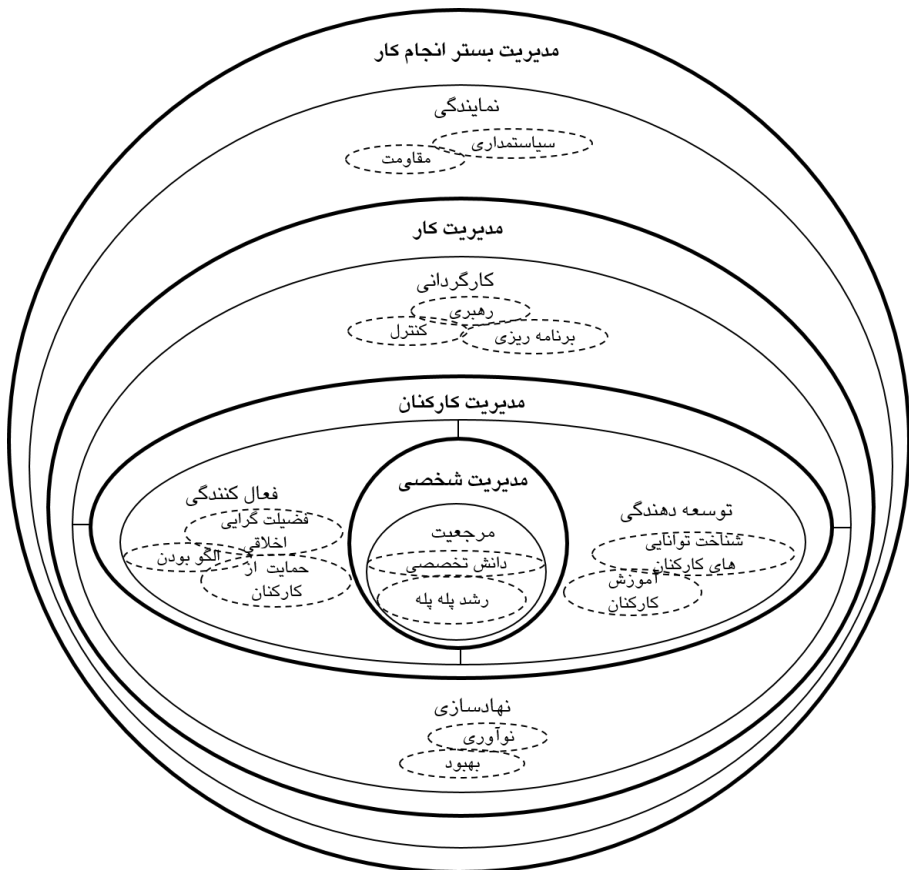 مدیریت بستر انجام کار
نمایندگی
سیاستمداری
مقاومت
مدیریت کار
کارگردانی
رهبری
کنترل
برنامه ریزی
مدیریت کارکنان
مدیریت شخصی
مرجعیت
دانش تخصصی
رشد پله پله
توسعه دهندگی
شناخت توانایی
های کارکنان
آموزش
کارکنان
فعال کنندگی
فضیلت گرایی
اخلاقی
الگو بودن
حمایت از
کارکنان
نهادسازی
نوآوری
بهبود